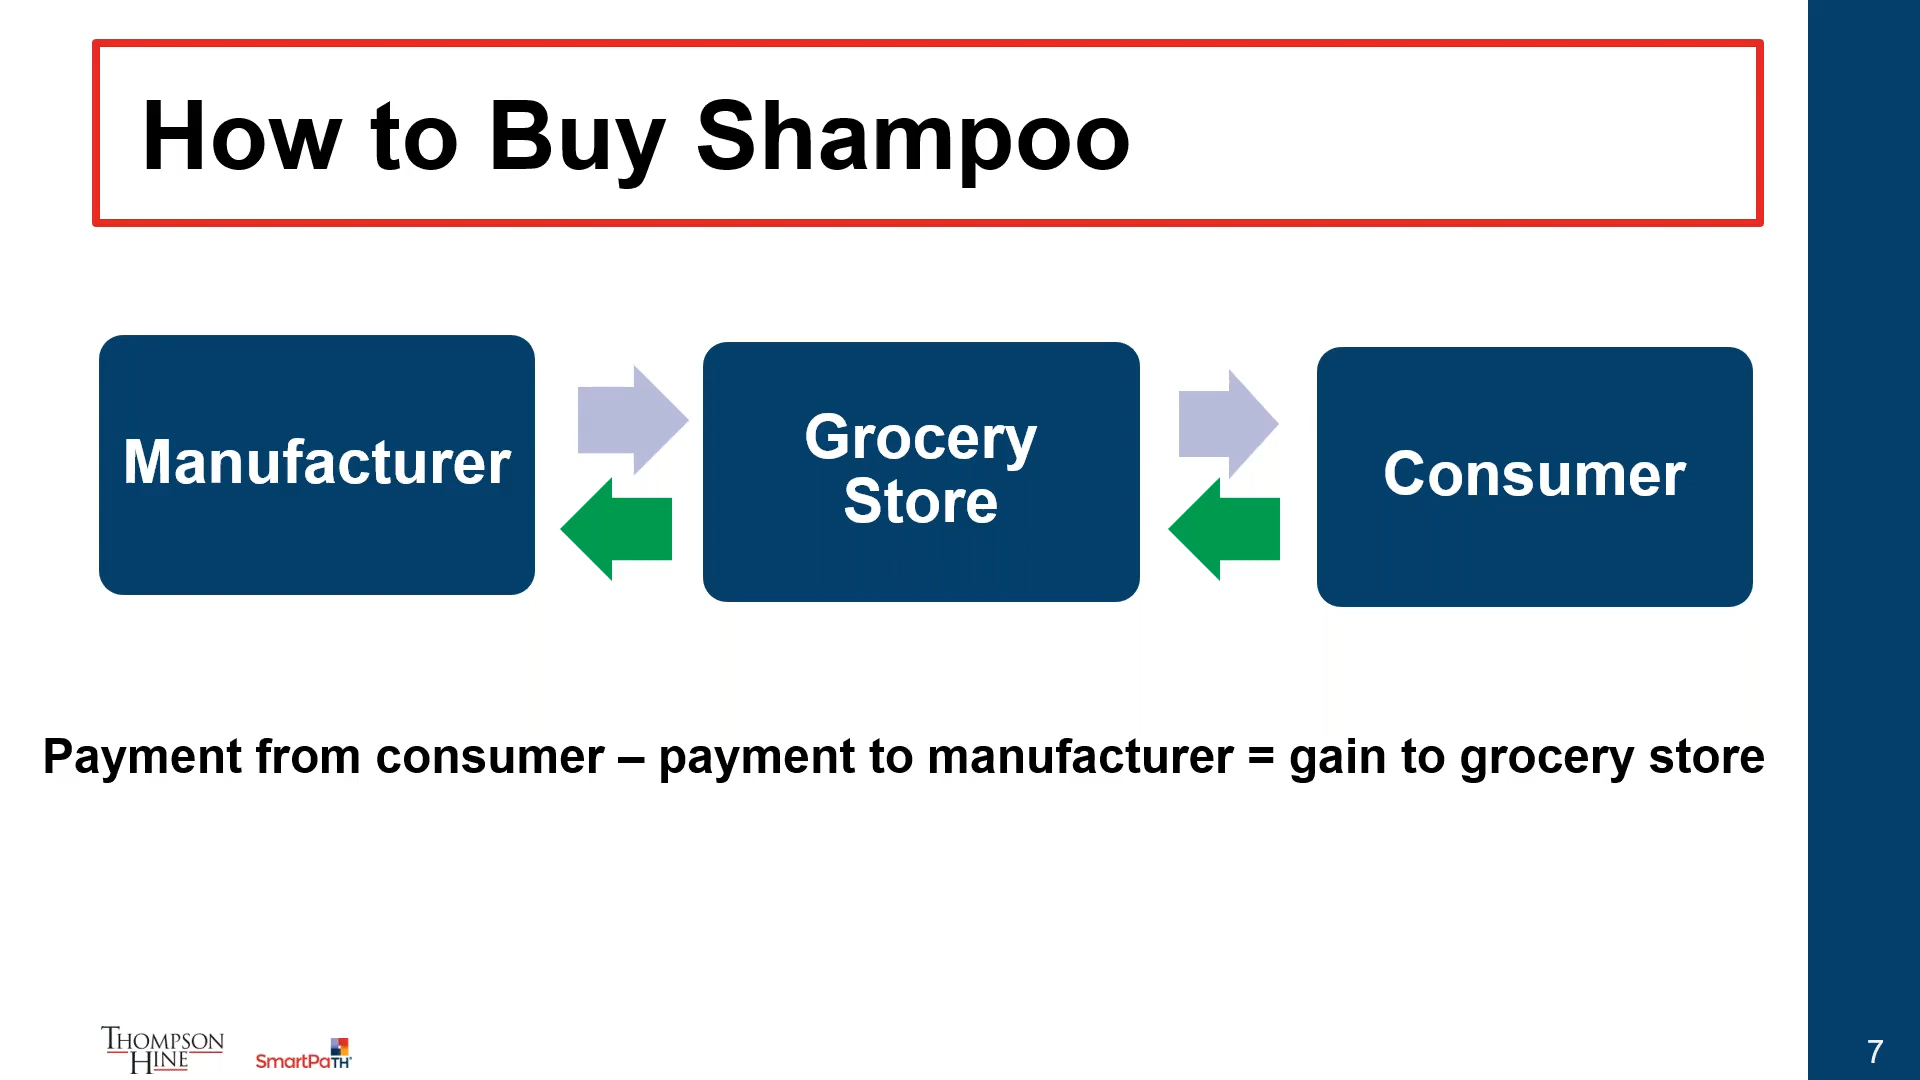 How to Buy Shampoo
Manufacturer
Grocery
Store
Consumer
Payment from consumer – payment to manufacturer = gain to grocery store
THOMPSON
HINE
SmartPaTH
7